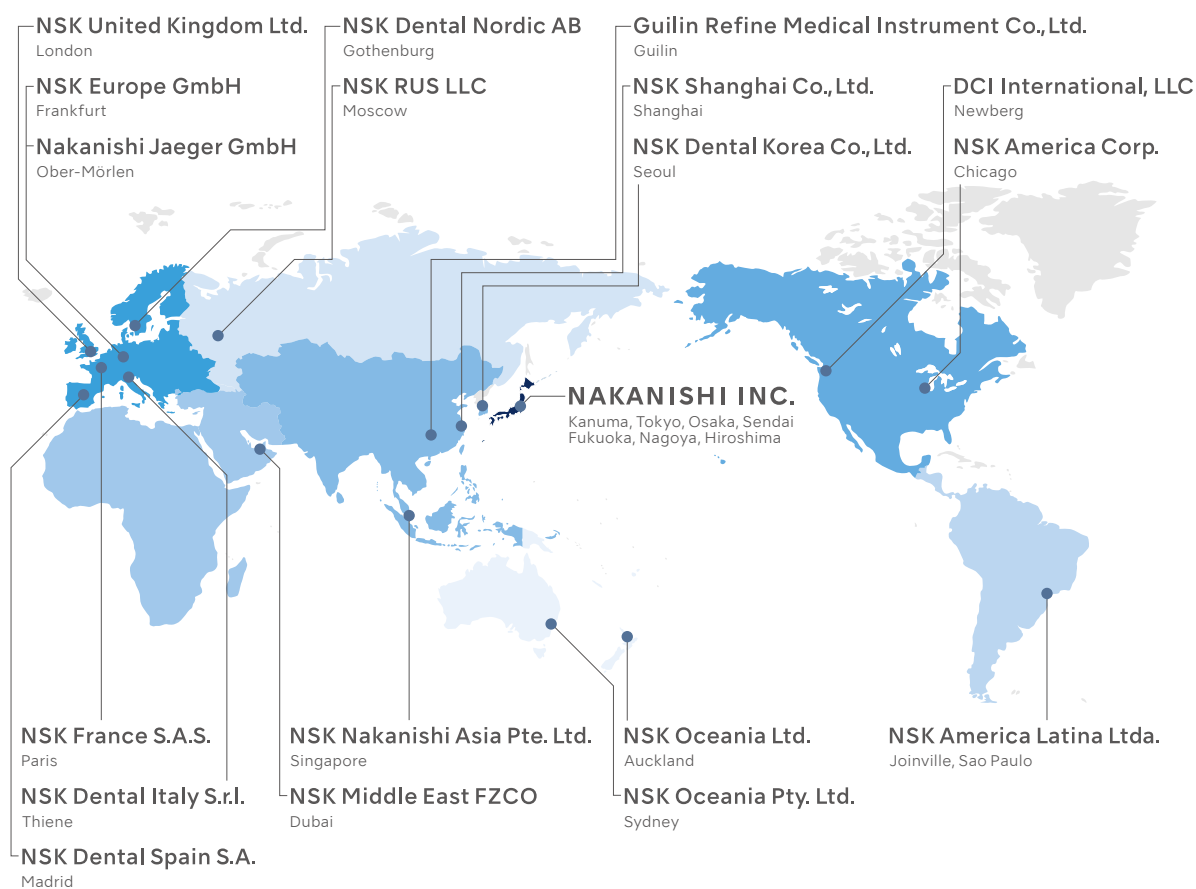 NSK United Kingdom Ltd.
London
NSK Europe GmbH
Frankfurt
Nakanishi Jaeger GmbH
Ober-Mörlen
NSK Dental Nordic AB
Gothenburg
NSK RUS LLC
Moscow
Guilin Refine Medical Instrument Co., Ltd.
Guilin
NSK Shanghai Co., Ltd.
Shanghai
NSK Dental Korea Co., Ltd.
Seoul
DCI International, LLC
Newberg
NSK America Corp.
Chicago
NAKANISHI INC.
Kanuma, Tokyo, Osaka, Sendai
Fukuoka, Nagoya, Hiroshima
NSK France S.A.S.
Paris
NSK Dental Italy S.r.l.
Thiene
NSK Dental Spain S.A.
Madrid
NSK Nakanishi Asia Pte. Ltd.
Singapore
NSK Middle East FZCO
Dubai
NSK Oceania Ltd.
Auckland
NSK Oceania Pty. Ltd.
Sydney
NSK America Latina Ltda.
Joinville, Sao Paulo